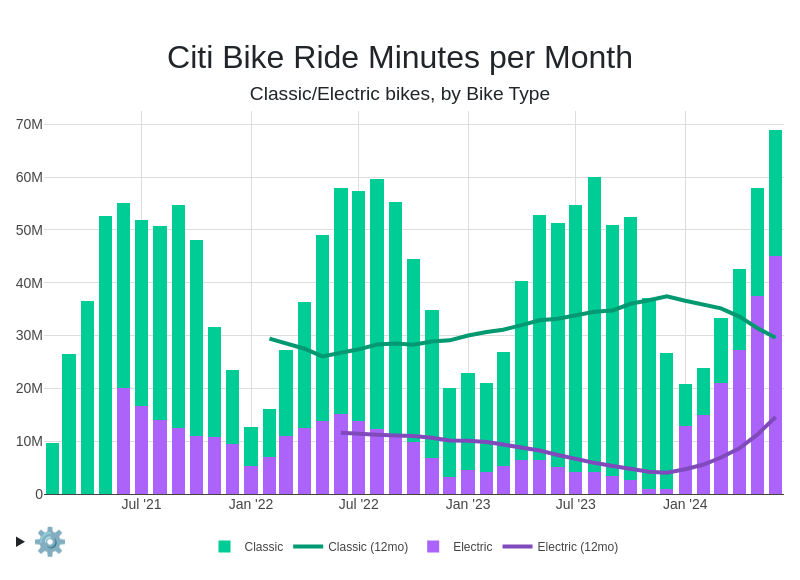 Citi Bike Ride Minutes per Month
Classic/Electric bikes, by Bike Type
70M
60M
50M
40M
30M
20M
10M
0
Jul '21 Jan '22 Jul '22 Jan '23 Jul '23 Jan '24
Classic Classic (12mo) Electric Electric (12mo)